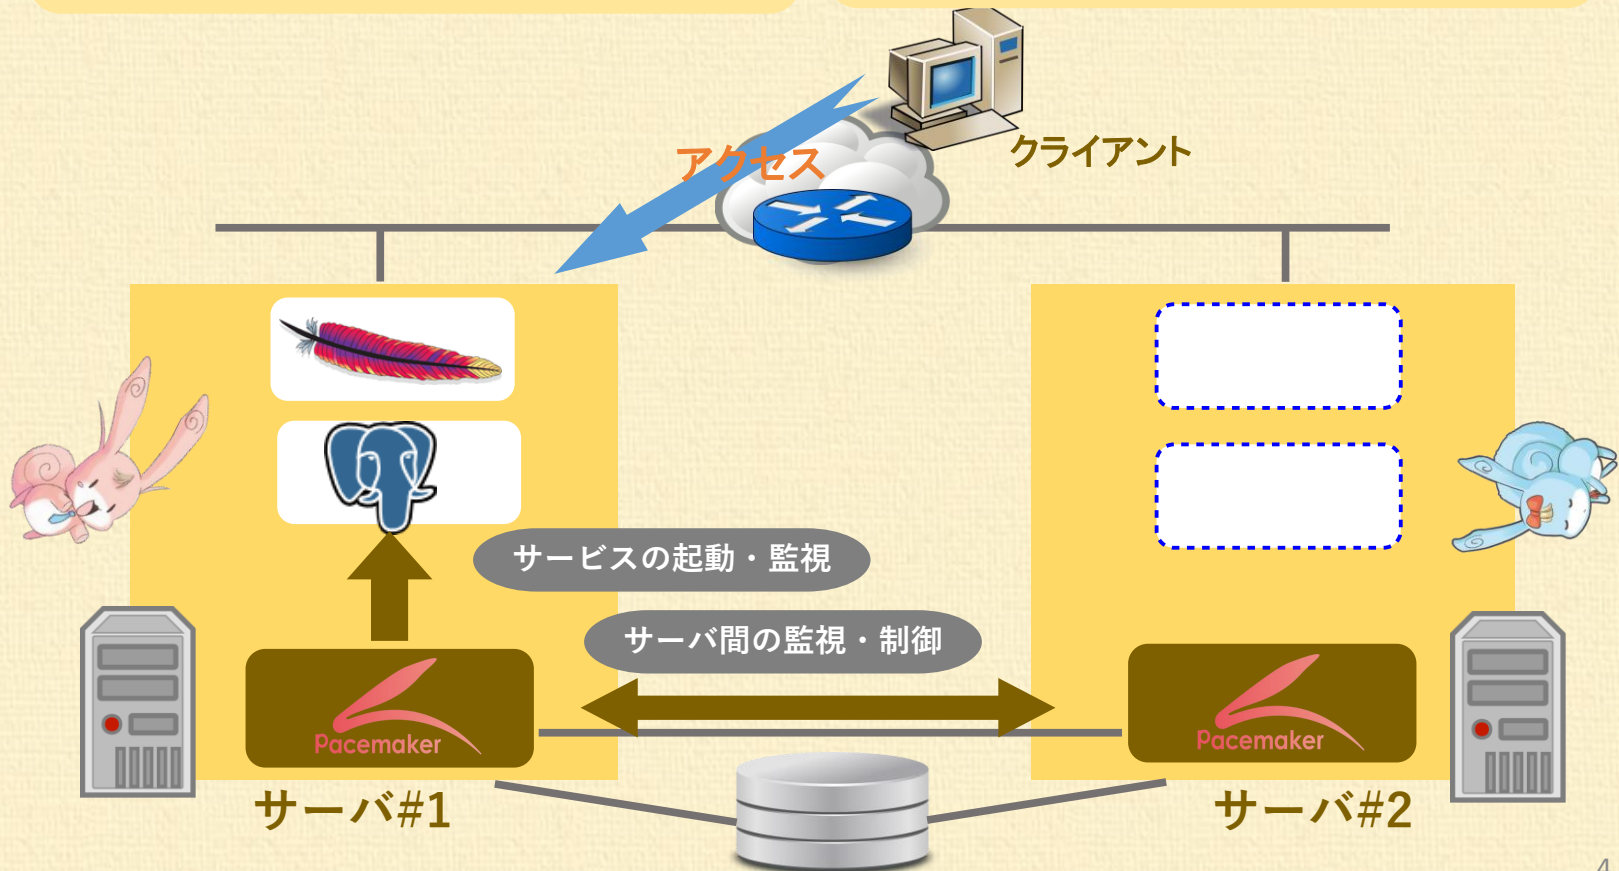 クライアント
アクセス
サービスの起動・監視
サーバ間の監視・制御
Pacemaker
Pacemaker
サーバ#1
サーバ#2
4